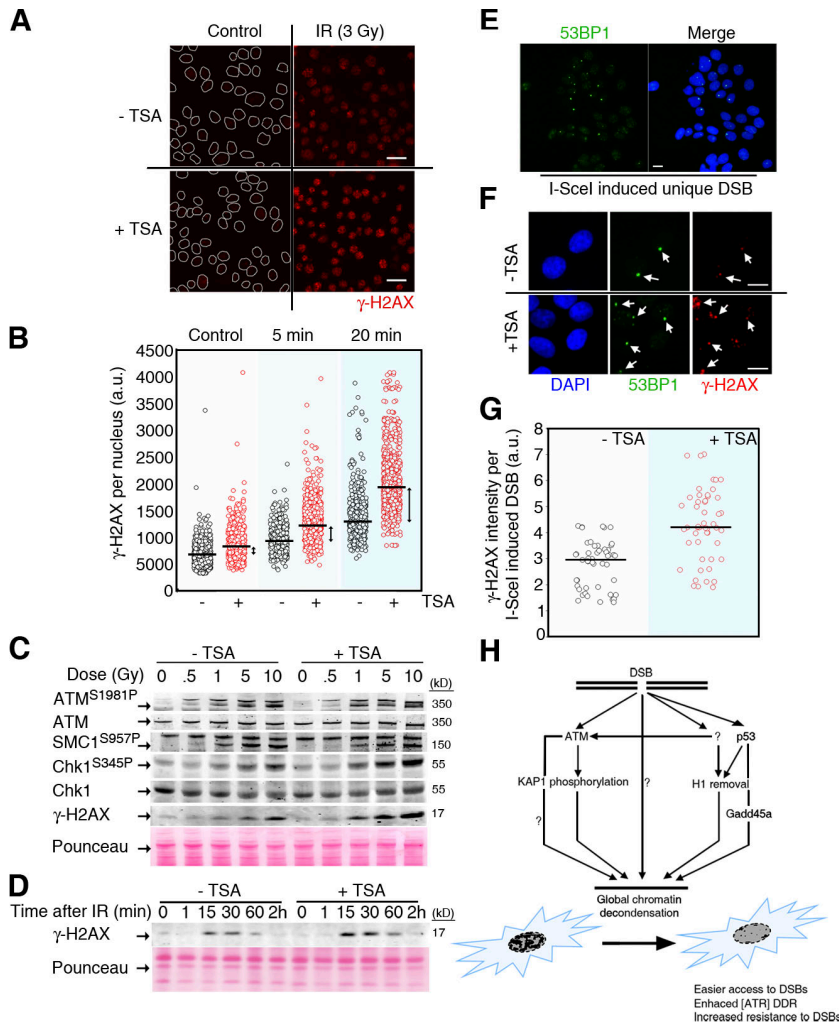 A
Control IR (3 Gy)
- TSA
+ TSA
γ-H2AX
B
Control 5 min 20 min
γ-H2AX per nucleus (a.u.)
4500
4000
3500
3000
2500
2000
1500
1000
5000
0
- + - + - + TSA
C
- TSA + TSA
Dose (Gy) 0 .5 1 5 10 0 .5 1 5 10 (kD)
ATMS1981P 350
ATM 350
SMC1S957P 150
Chk1S345P 55
Chk1 55
γ-H2AX 17
Pounceau
D
- TSA + TSA
Time after IR (min) 0 1 15 30 60 2h 0 1 15 30 60 2h (kD)
γ-H2AX 17
Pounceau
E
53BP1 Merge
I-SceI induced unique DSB
F
-TSA
+TSA
DAPI 53BP1 γ-H2AX
G
- TSA + TSA
γ-H2AX intensity per
I-SceI induced DSB (a.u.)
8
7
6
5
4
3
2
1
0
H
DSB
ATM ? p53
KAP1 phosphorylation ? H1 removal
Gadd45a
?
Global chromatin
decondensation
Easier access to DSBs
Enhaced [ATR] DDR
Increased resistance to DSBs